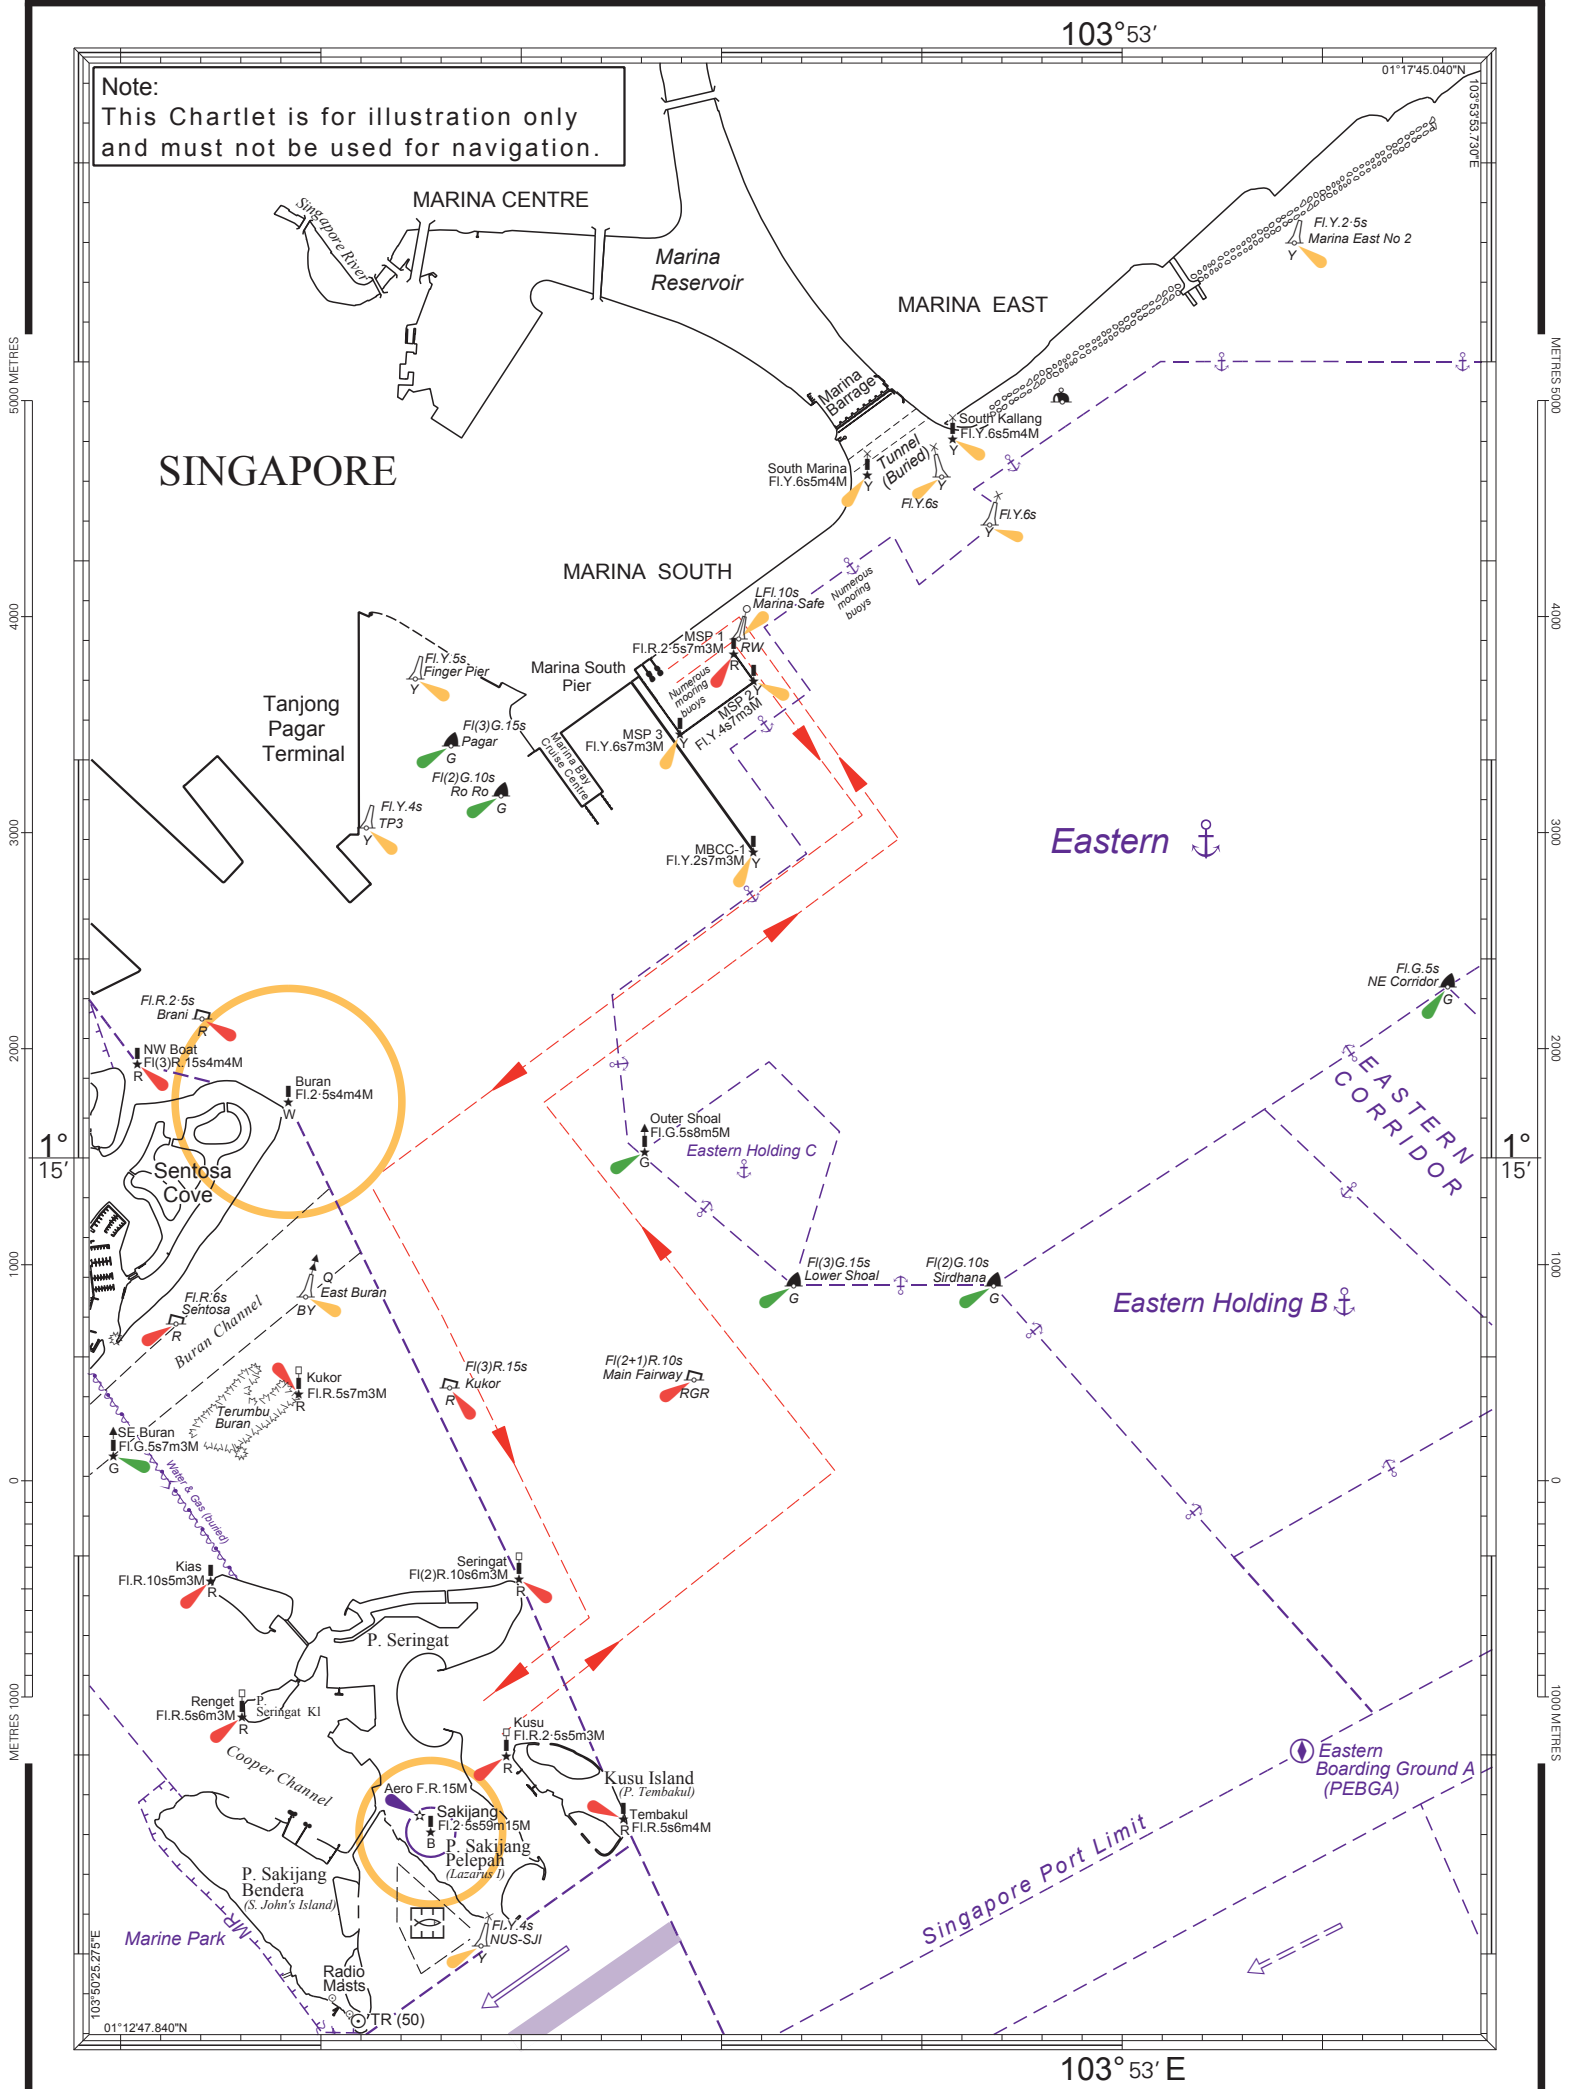 103°53′
Note:
This Chartlet is for illustration only
and must not be used for navigation.
01°17'45.040"N
103°53'53.730"E
MARINA CENTRE
Singapore River
Marina
Reservoir
Fl.Y.2·5s
Marina East No 2
Y
MARINA EAST
5000 METRES
METRES 5000
Marina
Barrage
South Kallang
Fl.Y.6s5m4M
Y
SINGAPORE
South Marina
Fl.Y.6s5m4M
Y
Tunnel
(Buried)
Y
Fl.Y.6s
Fl.Y.6s
Y
MARINA SOUTH
Numerous
mooring
buoys
4000
4000
LFl.10s
Marina-Safe
RW
MSP 1
Fl.R.2·5s7m3M
R
Fl.Y.5s
Finger Pier
Y
Marina South
Pier
Numerous
mooring
buoys
Y
MSP 2
Fl.Y.4s7m3M
Tanjong
Pagar
Terminal
Fl(3)G.15s
Pagar
G
MSP 3
Fl.Y.6s7m3M
Y
Marina Bay
Cruise Centre
Fl(2)G.10s
Ro Ro
G
Fl.Y.4s
TP3
Y
3000
3000
Eastern
MBCC-1
Fl.Y.2s7m3M
Y
Fl.G.5s
NE Corridor
G
Fl.R.2·5s
Brani
R
2000
2000
NW Boat
Fl(3)R.15s4m4M
R
Buran
Fl.2·5s4m4M
W
EASTERN
CORRIDOR
Outer Shoal
Fl.G.5s8m5M
G
Eastern Holding C
1°
15′
1°
15′
Sentosa
Cove
1000
1000
Q
East Buran
BY
Fl(3)G.15s
Lower Shoal
G
Fl(2)G.10s
Sirdhana
G
Eastern Holding B
Fl.R.6s
Sentosa
R
Buran Channel
Kukor
Fl.R.5s7m3M
R
Fl(3)R.15s
Kukor
R
Fl(2+1)R.10s
Main Fairway
RGR
Terumbu
Buran
SE Buran
Fl.G.5s7m3M
G
Water & Gas (buried)
0
0
Kias
Fl.R.10s5m3M
R
Seringat
Fl(2)R.10s6m3M
R
P. Seringat
METRES 1000
1000 METRES
Renget
Fl.R.5s6m3M
R
P.
Seringat Kl
Kusu
Fl.R.2·5s5m3M
R
Cooper Channel
Eastern
Boarding Ground A
(PEBGA)
Kusu Island
(P. Tembakul)
Aero F.R.15M
Sakijang
Fl.2·5s59m15M
B
Tembakul
Fl.R.5s6m4M
R
P. Sakijang
Pelepah
(Lazarus I)
P. Sakijang
Bendera
(S. John's Island)
Singapore Port Limit
MR
Marine Park
Fl.Y.4s
NUS-SJI
Y
103°50'25.275"E
Radio
Masts
TR (50)
01°12'47.840"N
103°53′ E